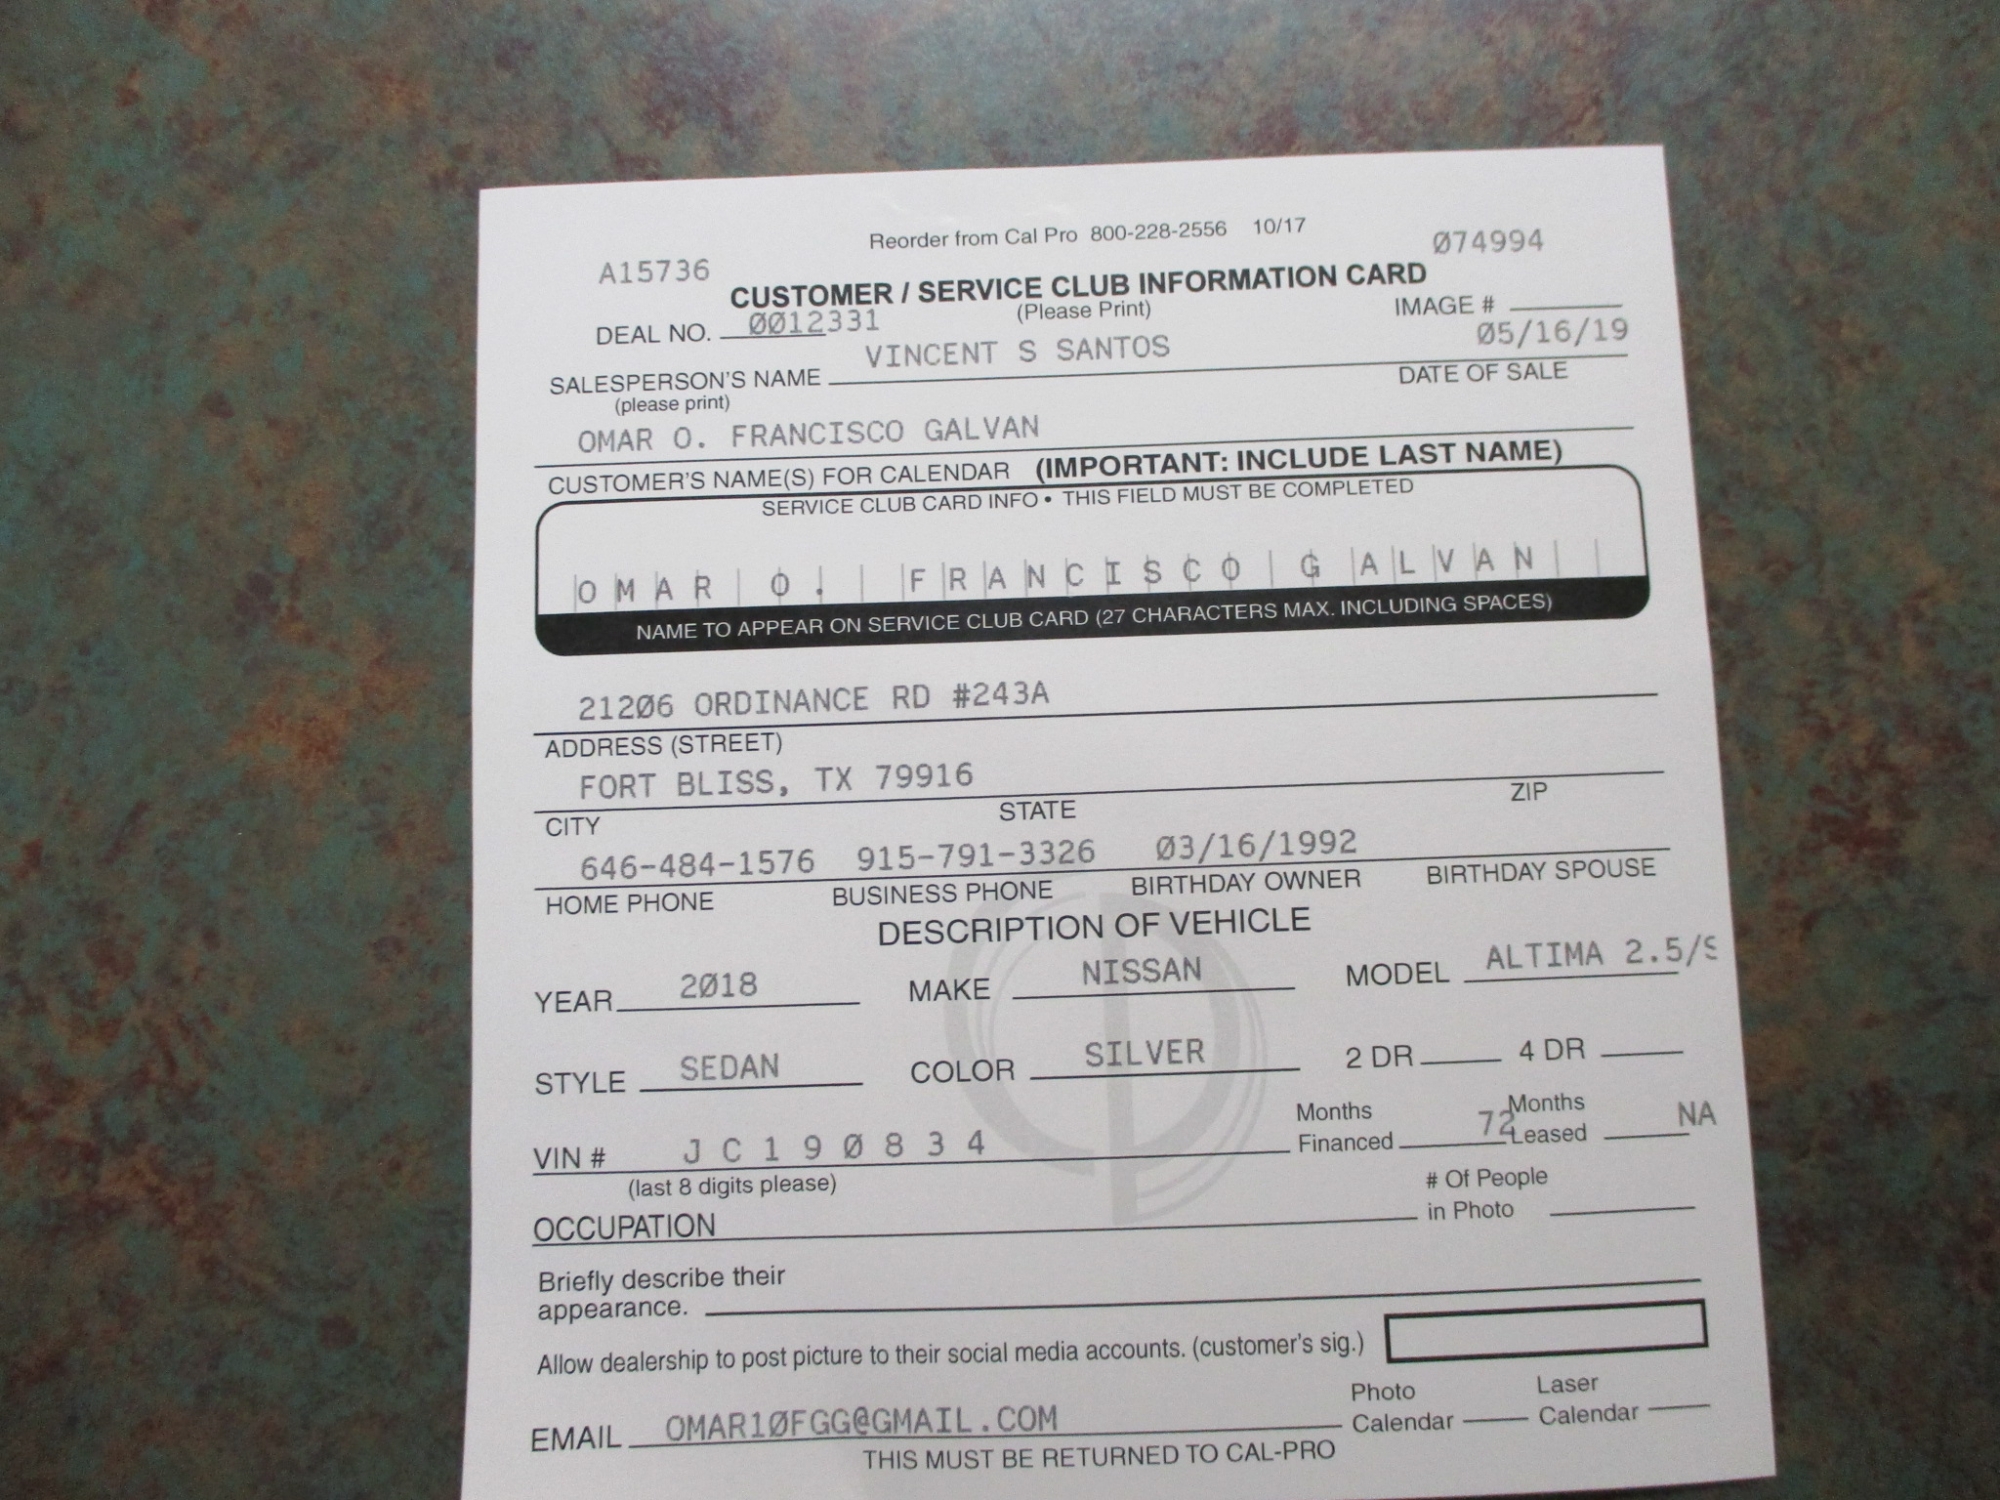 Reorder from Cal Pro 800-228-2556 10/17
A15736 Ø74994
CUSTOMER / SERVICE CLUB INFORMATION CARD
(Please Print)
DEAL NO. ØØ12331 IMAGE #
SALESPERSON'S NAME VINCENT S SANTOS Ø5/16/19
(please print) DATE OF SALE
OMAR O. FRANCISCO GALVAN
CUSTOMER'S NAME(S) FOR CALENDAR (IMPORTANT: INCLUDE LAST NAME)
SERVICE CLUB CARD INFO • THIS FIELD MUST BE COMPLETED
OMAR O. FRANCISCO GALVAN
NAME TO APPEAR ON SERVICE CLUB CARD (27 CHARACTERS MAX. INCLUDING SPACES)
212Ø6 ORDINANCE RD #243A
ADDRESS (STREET)
FORT BLISS, TX 79916
CITY STATE ZIP
646-484-1576 915-791-3326 Ø3/16/1992
HOME PHONE BUSINESS PHONE BIRTHDAY OWNER BIRTHDAY SPOUSE
DESCRIPTION OF VEHICLE
YEAR 2Ø18 MAKE NISSAN MODEL ALTIMA 2.5/S
STYLE SEDAN COLOR SILVER 2 DR 4 DR
VIN # J C 1 9 Ø 8 3 4 Months Financed 72 Months Leased NA
(last 8 digits please)
OCCUPATION # Of People in Photo
Briefly describe their
appearance.
Allow dealership to post picture to their social media accounts. (customer's sig.)
EMAIL OMAR1ØFGG@GMAIL.COM Photo Calendar Laser Calendar
THIS MUST BE RETURNED TO CAL-PRO